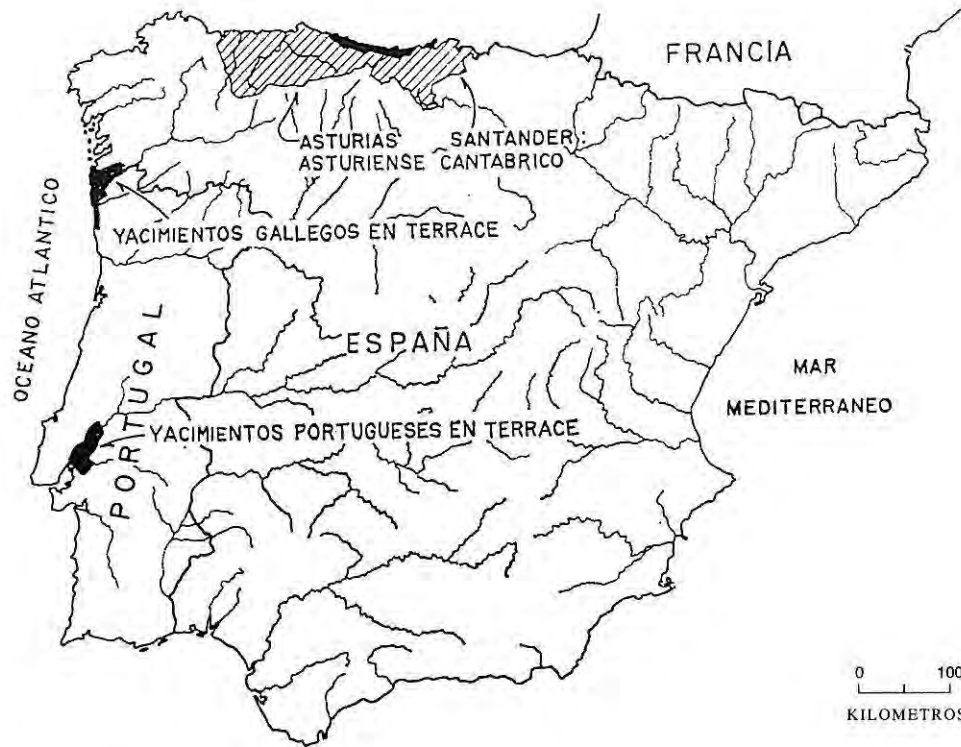 FRANCIA
ASTURIAS SANTANDER:
ASTURIENSE CANTABRICO
YACIMIENTOS GALLEGOS EN TERRACE
OCEANO ATLANTICO
PORTUGAL
ESPAÑA
MAR
MEDITERRANEO
YACIMIENTOS PORTUGUESES EN TERRACE
0 100
KILOMETROS